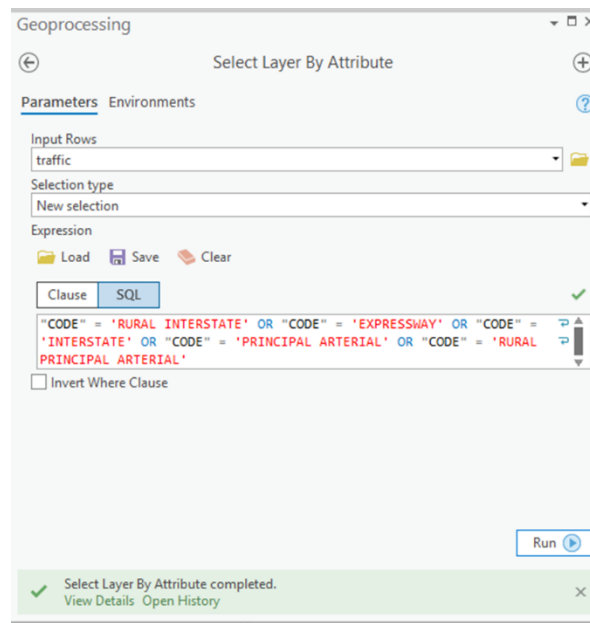 Geoprocessing
Select Layer By Attribute
Parameters Environments
Input Rows
traffic
Selection type
New selection
Expression
Load Save Clear
Clause SQL
"CODE" = 'RURAL INTERSTATE' OR "CODE" = 'EXPRESSWAY' OR "CODE" =
'INTERSTATE' OR "CODE" = 'PRINCIPAL ARTERIAL' OR "CODE" = 'RURAL
PRINCIPAL ARTERIAL'
Invert Where Clause
Run
Select Layer By Attribute completed.
View Details Open History